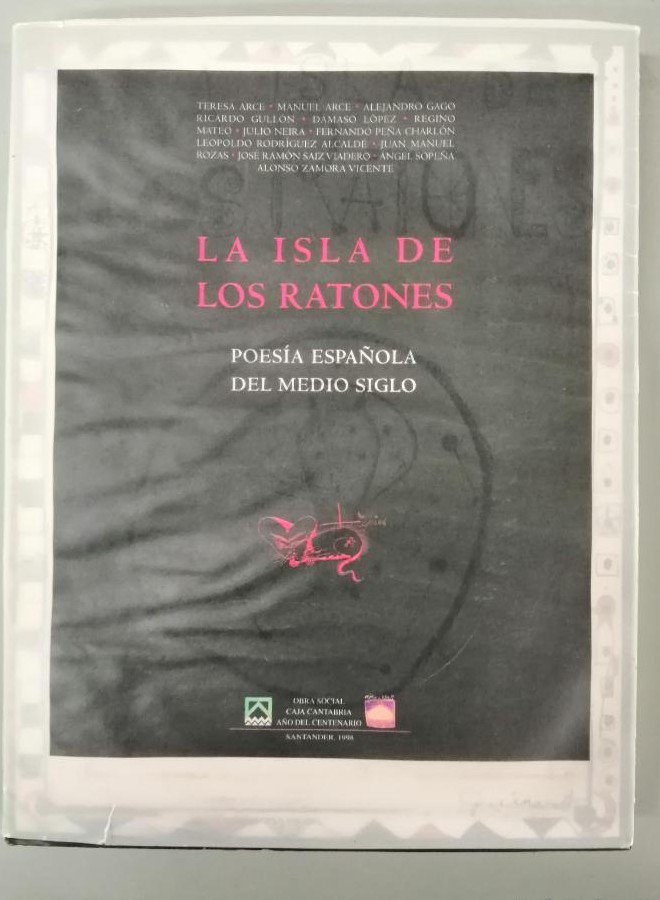 TERESA ARCE • MANUEL ARCE • ALEJANDRO GAGO
RICARDO GULLÓN • DÁMASO LÓPEZ • REGINO
MATEO • JULIO NEIRA • FERNANDO PEÑA CHARLÓN
LEOPOLDO RODRÍGUEZ ALCALDE • JUAN MANUEL
ROZAS • JOSÉ RAMÓN SAIZ VIADERO • ÁNGEL SOPEÑA
ALONSO ZAMORA VICENTE
LA ISLA DE
LOS RATONES
POESÍA ESPAÑOLA
DEL MEDIO SIGLO
OBRA SOCIAL
CAJA CANTABRIA
AÑO DEL CENTENARIO
SANTANDER, 1998